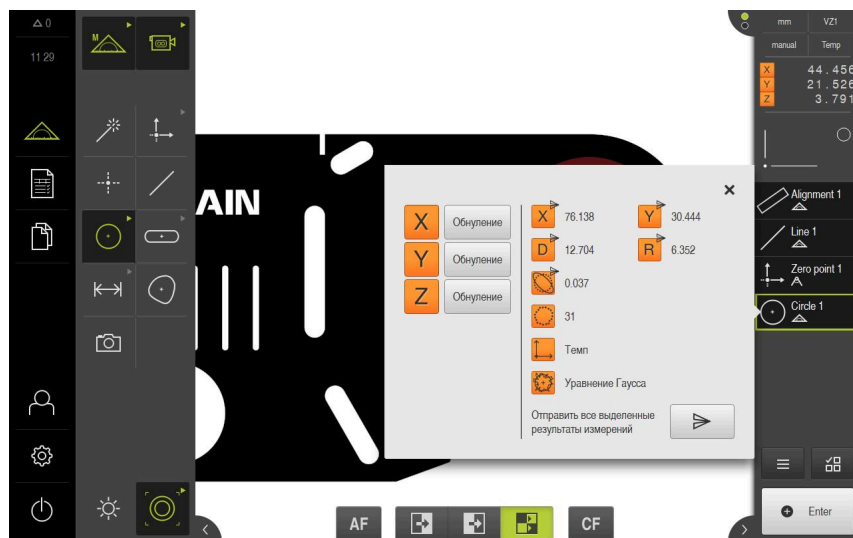 0
11 29
M
AIN
X Обнуление
Y Обнуление
Z Обнуление
X 76.138
Y 30.444
D 12.704
R 6.352
0.037
31
Темп
Уравнение Гаусса
Отправить все выделенные
результаты измерений
AF
CF
mm VZ1
manual Temp
X 44.456
Y 21.526
Z 3.791
Alignment 1
Line 1
Zero point 1
Circle 1
Enter